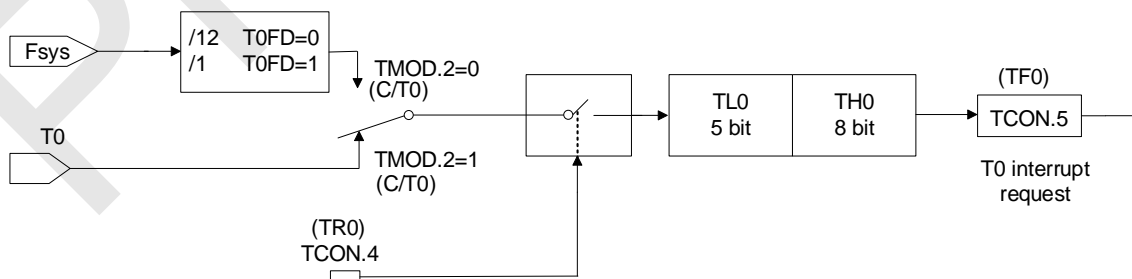 Fsys
/12 T0FD=0
/1 T0FD=1
TMOD.2=0
(C/T0)
T0
TMOD.2=1
(C/T0)
(TR0)
TCON.4
TL0
5 bit
TH0
8 bit
(TF0)
TCON.5
T0 interrupt
request